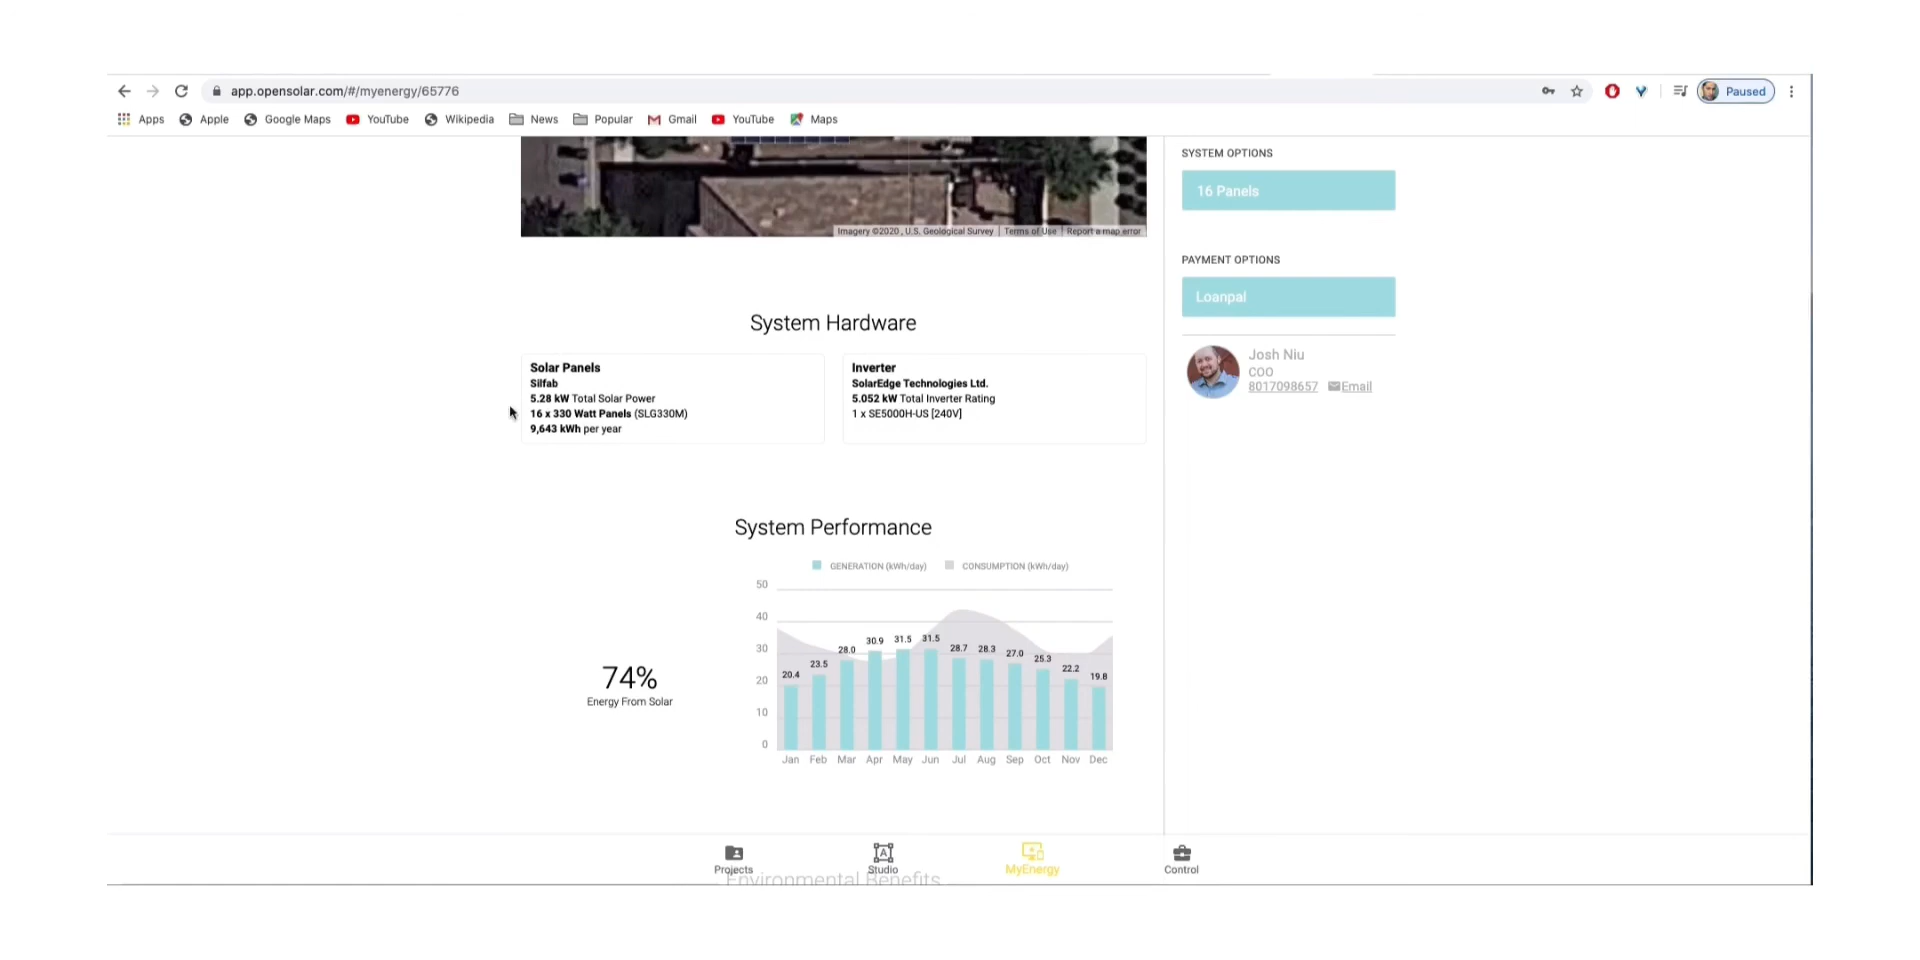 app.opensolar.com/#/myenergy/65776
Paused
Apps Apple Google Maps YouTube Wikipedia News Popular Gmail YouTube Maps
Imagery ©2020 , U.S. Geological Survey Terms of Use Report a map error
SYSTEM OPTIONS
16 Panels
PAYMENT OPTIONS
Loanpal
Josh Niu
COO
8017098657 Email
System Hardware
Solar Panels
Silfab
5.28 kW Total Solar Power
16 x 330 Watt Panels (SLG330M)
9,643 kWh per year
Inverter
SolarEdge Technologies Ltd.
5.052 kW Total Inverter Rating
1 x SE5000H-US [240V]
System Performance
74%
Energy From Solar
GENERATION (kWh/day) CONSUMPTION (kWh/day)
50
40
30
20
10
0
20.4 23.5 28.0 30.9 31.5 31.5 28.7 28.3 27.0 25.3 22.2 19.8
Jan Feb Mar Apr May Jun Jul Aug Sep Oct Nov Dec
Projects Studio MyEnergy Control
Environmental Benefits